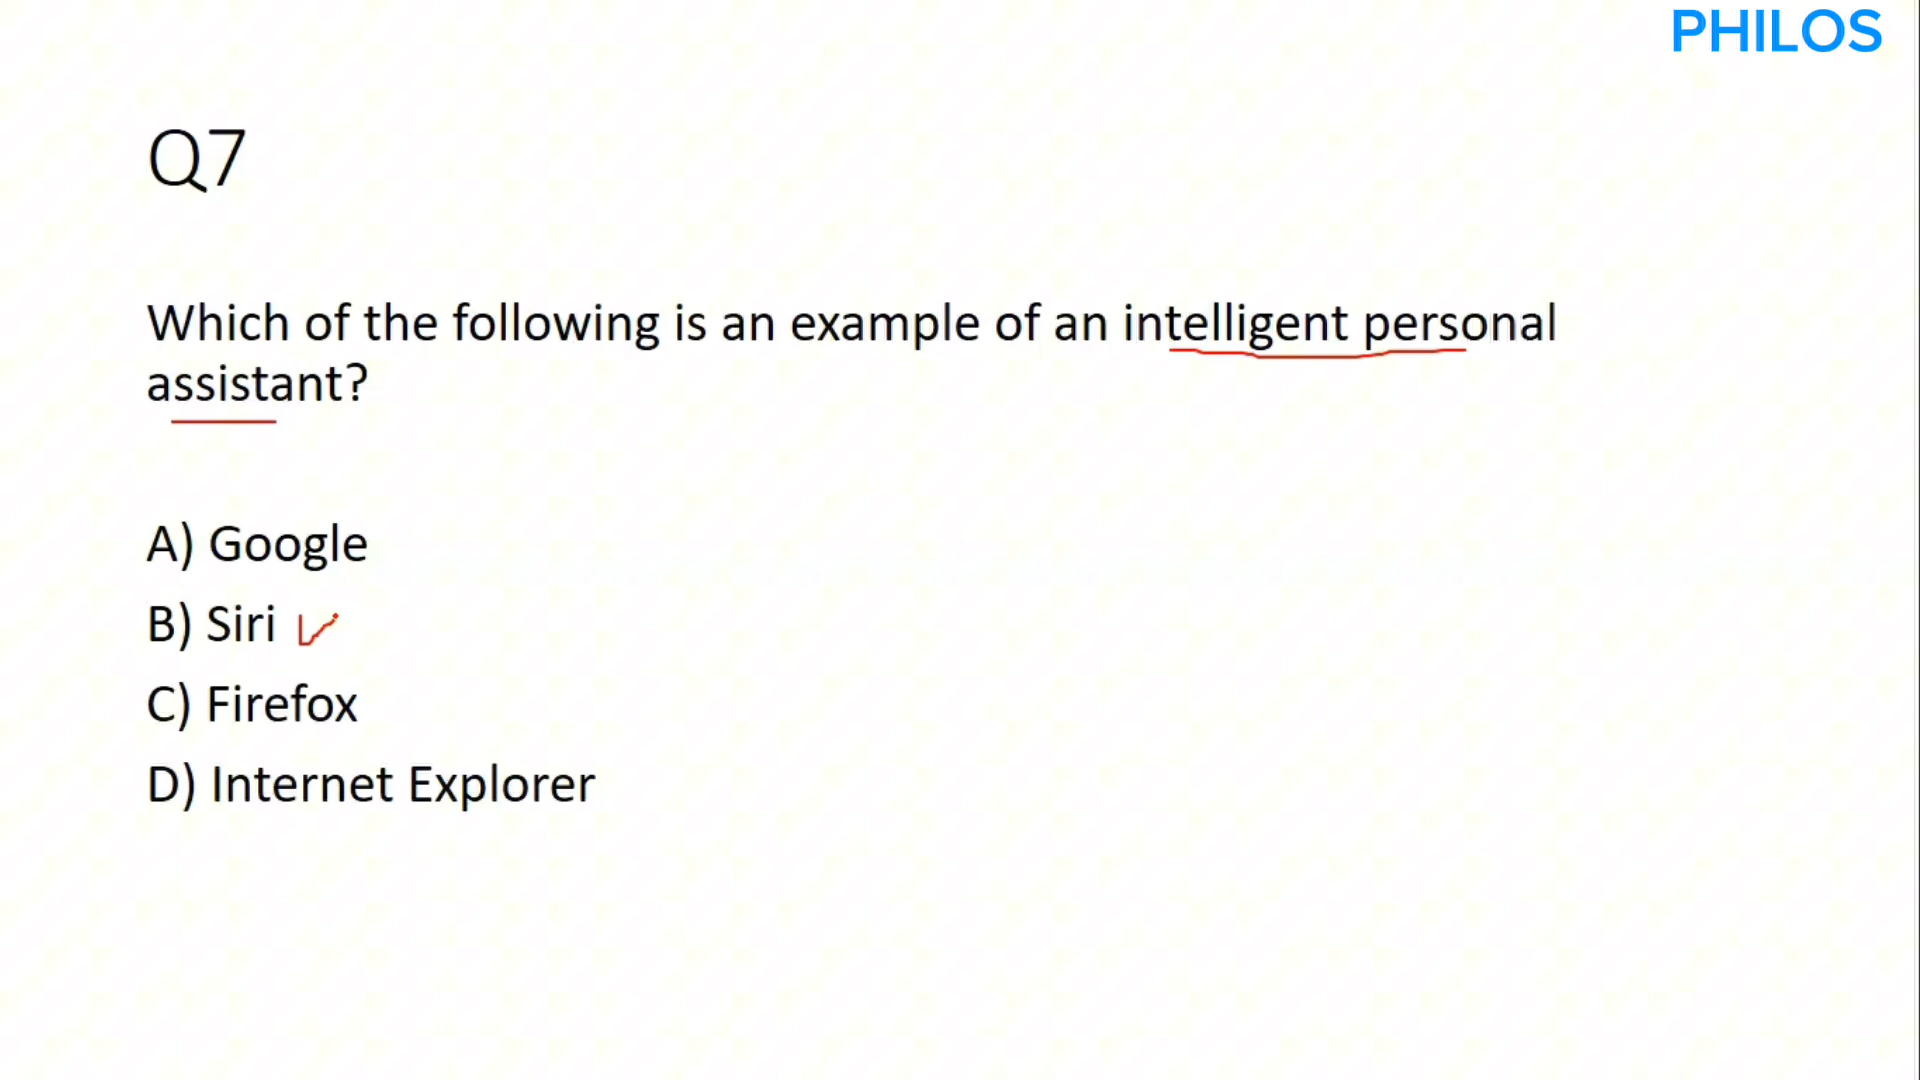 PHILOS
Q7
Which of the following is an example of an intelligent personal
assistant?
A) Google
B) Siri
C) Firefox
D) Internet Explorer